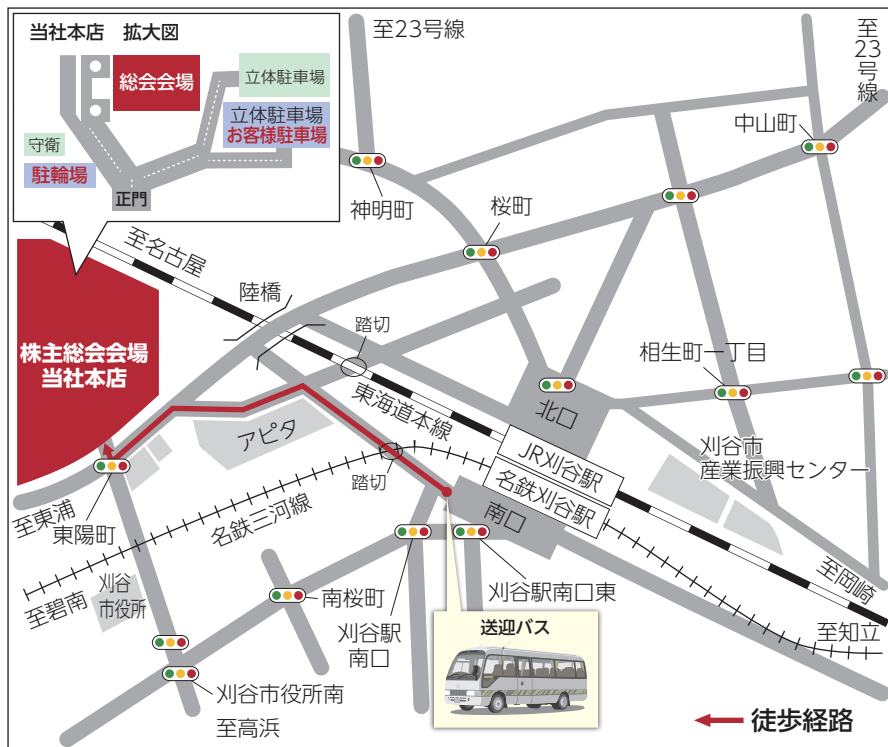 当社本店 拡大図
総会会場
立体駐車場
立体駐車場
お客様駐車場
守衛
駐輪場
正門
至23号線
至23号線
中山町
神明町
桜町
至名古屋
陸橋
踏切
株主総会会場
当社本店
相生町一丁目
東海道本線
北口
アピタ
JR刈谷駅
刈谷市
産業振興センター
踏切
名鉄刈谷駅
至東浦
東陽町
名鉄三河線
南口
至岡崎
至碧南
刈谷
市役所
南桜町
刈谷駅
南口
刈谷駅南口東
至知立
送迎バス
刈谷市役所南
至高浜
徒歩経路